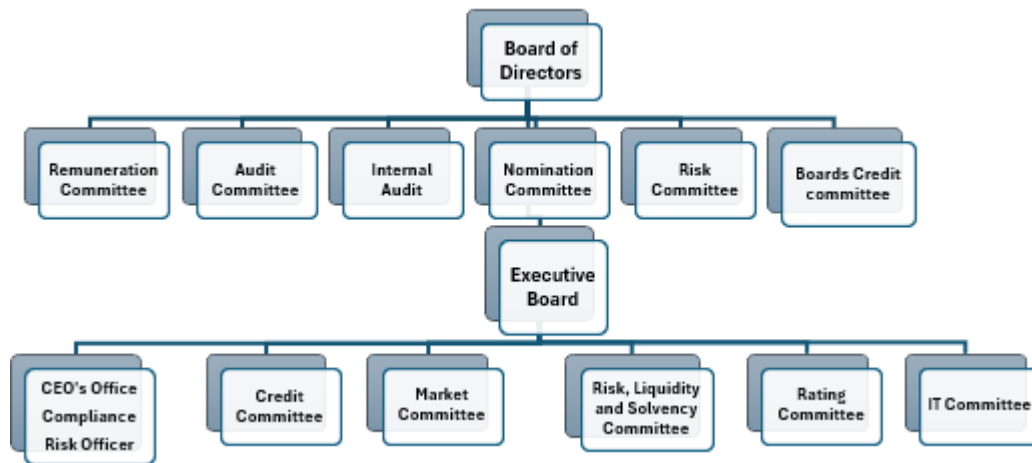 Board of
Directors
Remuneration
Committee
Audit
Committee
Internal
Audit
Nomination
Committee
Risk
Committee
Boards Credit
committee
Executive
Board
CEO's Office
Compliance
Risk Officer
Credit
Committee
Market
Committee
Risk, Liquidity
and Solvency
Committee
Rating
Committee
IT Committee